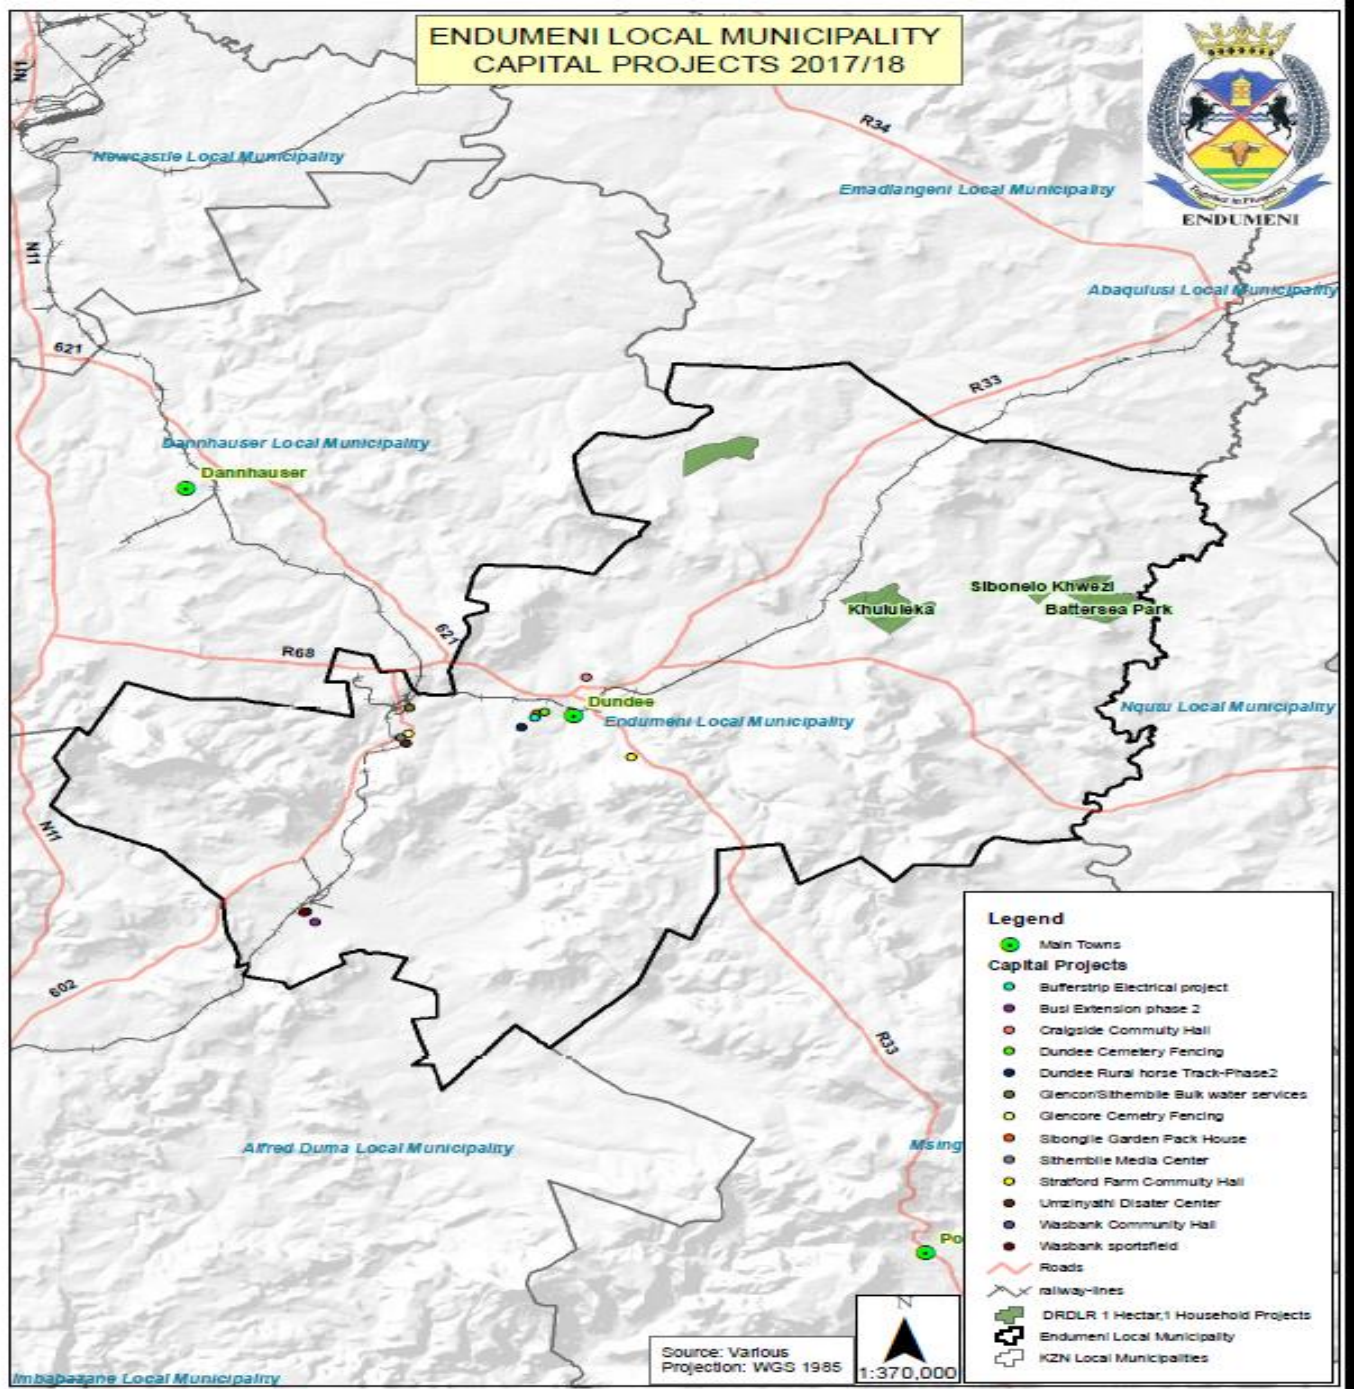 ENDUMENI LOCAL MUNICIPALITY
CAPITAL PROJECTS 2017/18
ENDUMENI
N11
R34
Newcastle Local Municipality
Emadlangeni Local Municipality
N11
Abaqulusi Local Municipality
621
R33
Dannhauser Local Municipality
Dannhauser
Sibonelo Khwezi
Khululeka
Battersea Park
621
R68
Dundee
Endumeni Local Municipality
Nqutu Local Municipality
N11
602
R33
Alfred Duma Local Municipality
Msing
Po
Imbabazane Local Municipality
Legend
Main Towns
Capital Projects
Bufferstrip Electrical project
Busi Extension phase 2
Craigside Commuity Hall
Dundee Cemetery Fencing
Dundee Rural horse Track-Phase2
Glencon/Sithembile Bulk water services
Glencore Cemetry Fencing
Sibongile Garden Pack House
Sithembile Media Center
Stratford Farm Commuity Hall
Umzinyathi Disater Center
Wasbank Community Hall
Wasbank sportsfield
Roads
railway-lines
DRDLR 1 Hectar,1 Household Projects
Endumeni Local Municipality
KZN Local Municipalities
N
1:370,000
Source: Various
Projection: WGS 1985